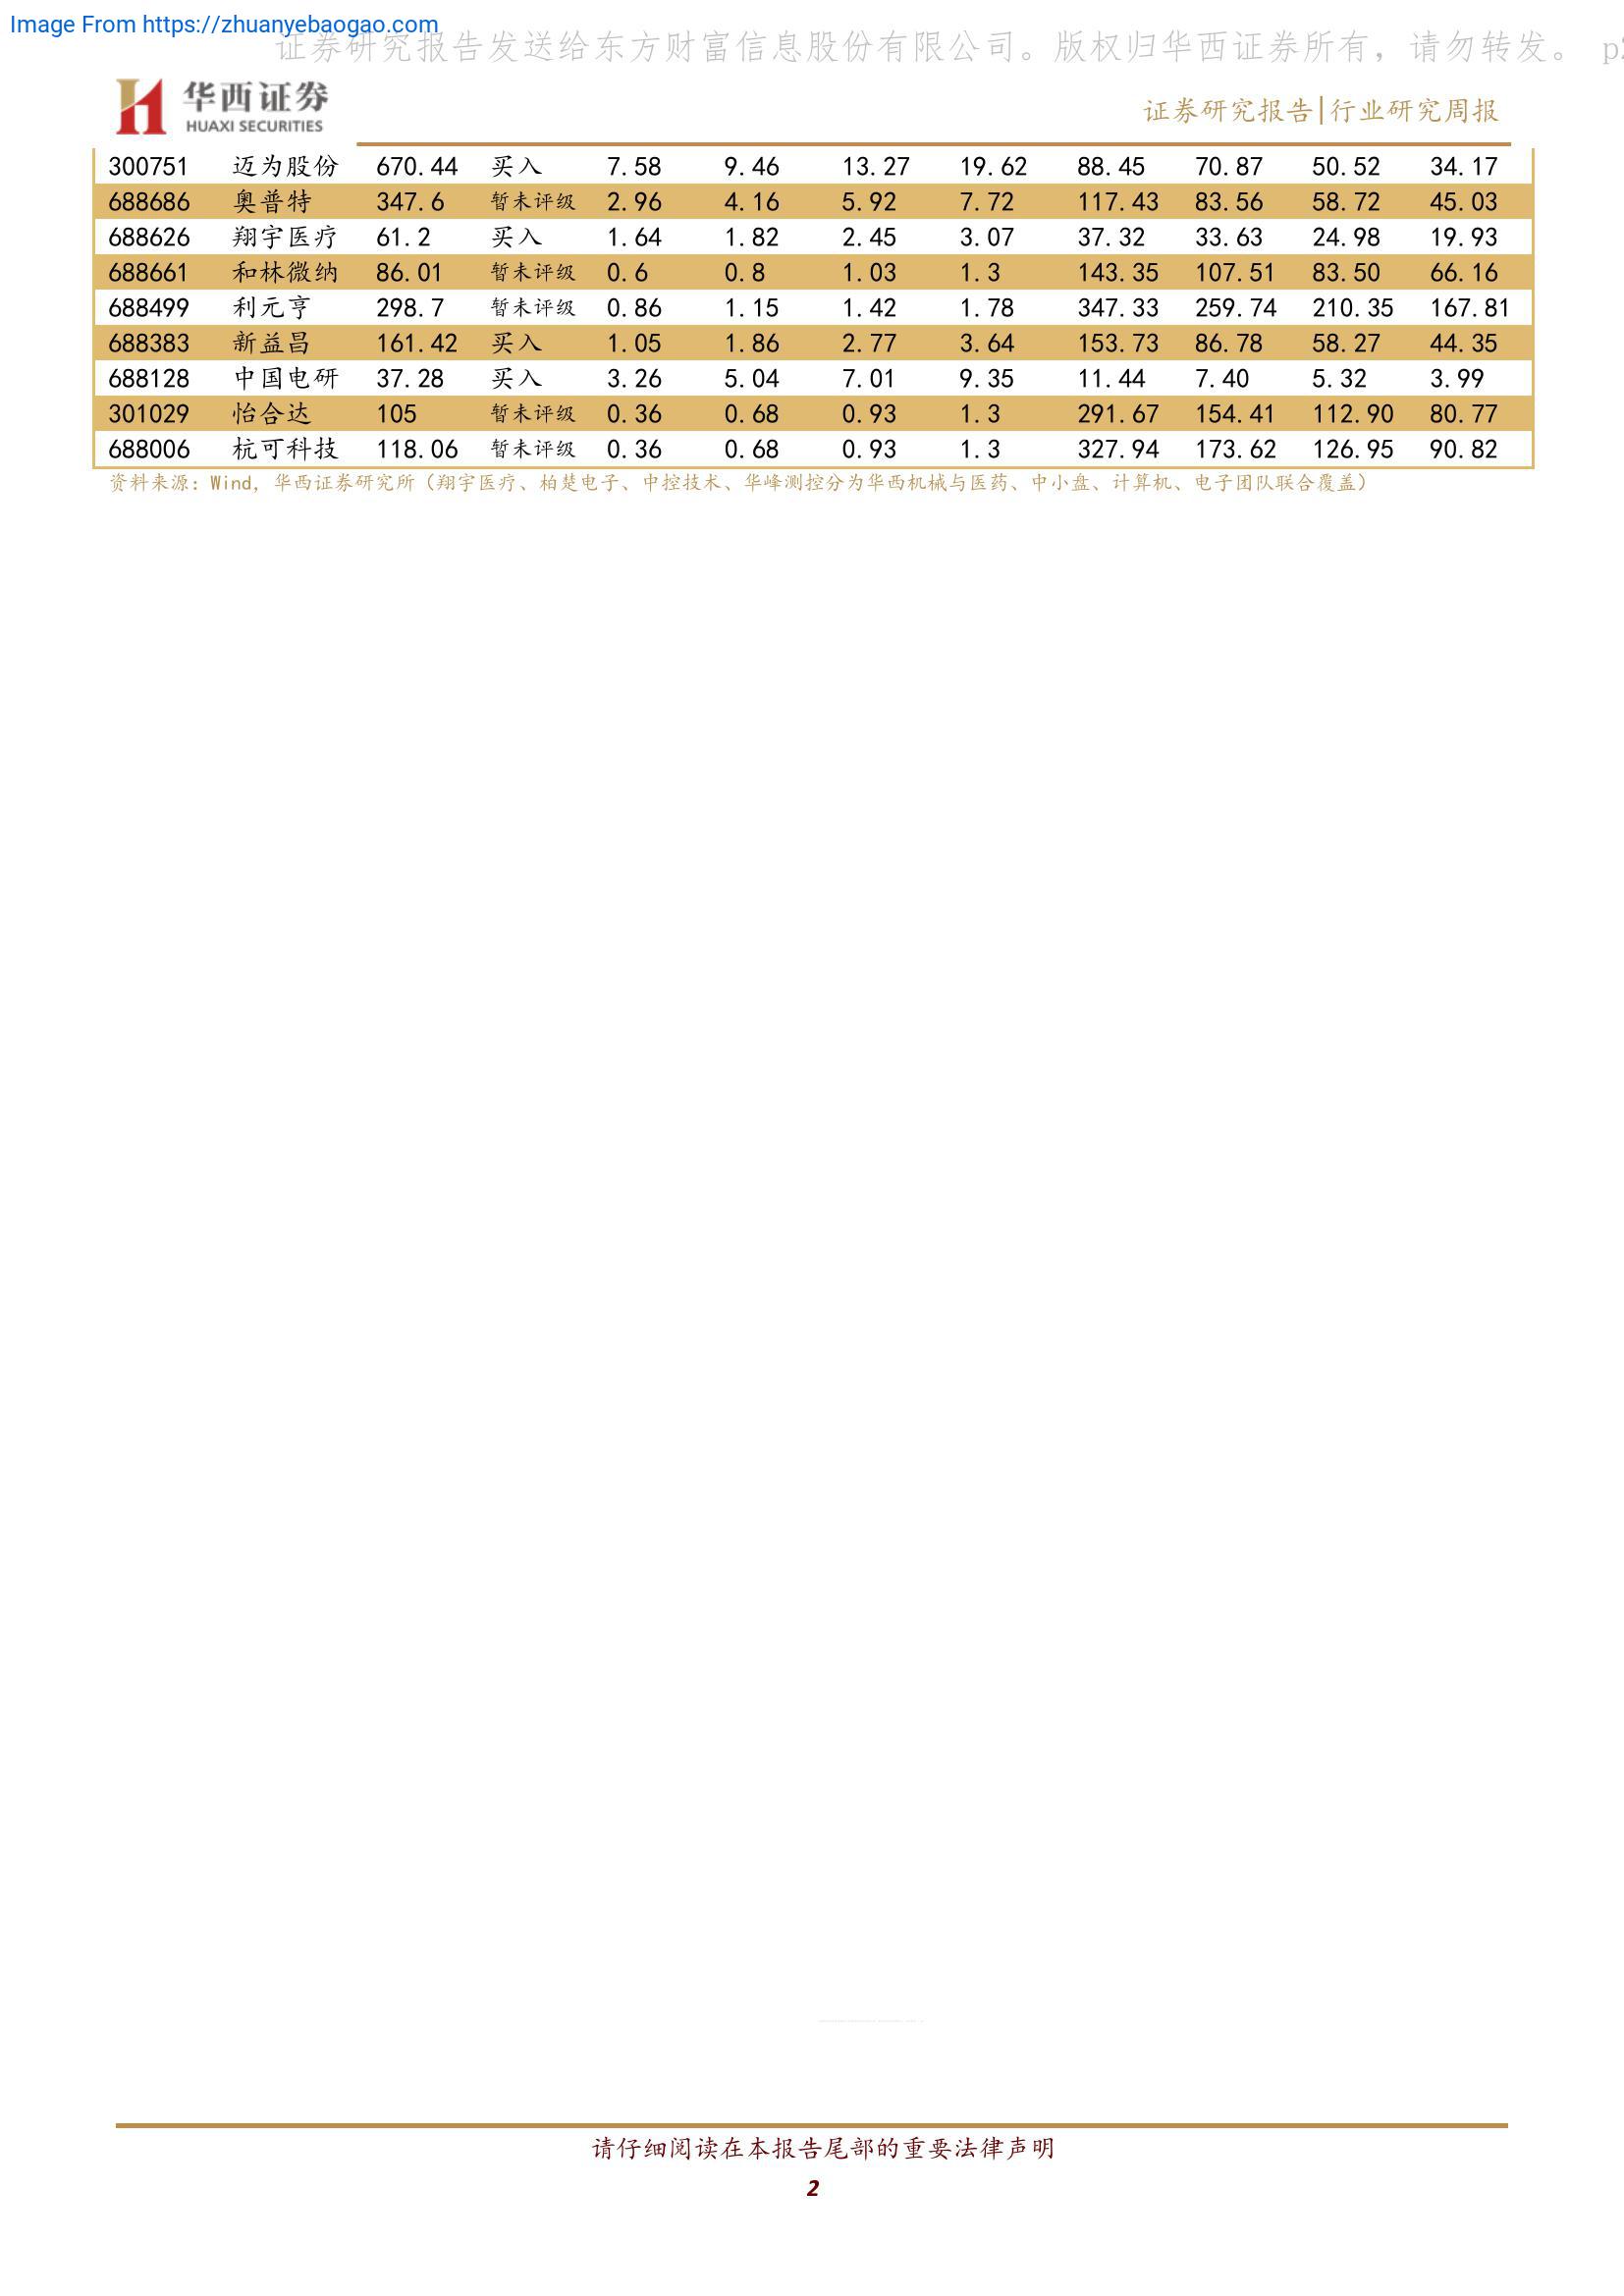 Image From https://zhuanyebaogao.com
证券研究报告发送给东方财富信息股份有限公司。版权归华西证券所有，请勿转发。 p2
华西证券
HUAXI SECURITIES
证券研究报告|行业研究周报
300751 迈为股份 670.44 买入 7.58 9.46 13.27 19.62 88.45 70.87 50.52 34.17
688686 奥普特 347.6 暂未评级 2.96 4.16 5.92 7.72 117.43 83.56 58.72 45.03
688626 翔宇医疗 61.2 买入 1.64 1.82 2.45 3.07 37.32 33.63 24.98 19.93
688661 和林微纳 86.01 暂未评级 0.6 0.8 1.03 1.3 143.35 107.51 83.50 66.16
688499 利元亨 298.7 暂未评级 0.86 1.15 1.42 1.78 347.33 259.74 210.35 167.81
688383 新益昌 161.42 买入 1.05 1.86 2.77 3.64 153.73 86.78 58.27 44.35
688128 中国电研 37.28 买入 3.26 5.04 7.01 9.35 11.44 7.40 5.32 3.99
301029 怡合达 105 暂未评级 0.36 0.68 0.93 1.3 291.67 154.41 112.90 80.77
688006 杭可科技 118.06 暂未评级 0.36 0.68 0.93 1.3 327.94 173.62 126.95 90.82
资料来源：Wind，华西证券研究所（翔宇医疗、柏楚电子、中控技术、华峰测控分为华西机械与医药、中小盘、计算机、电子团队联合覆盖）
请仔细阅读在本报告尾部的重要法律声明
2